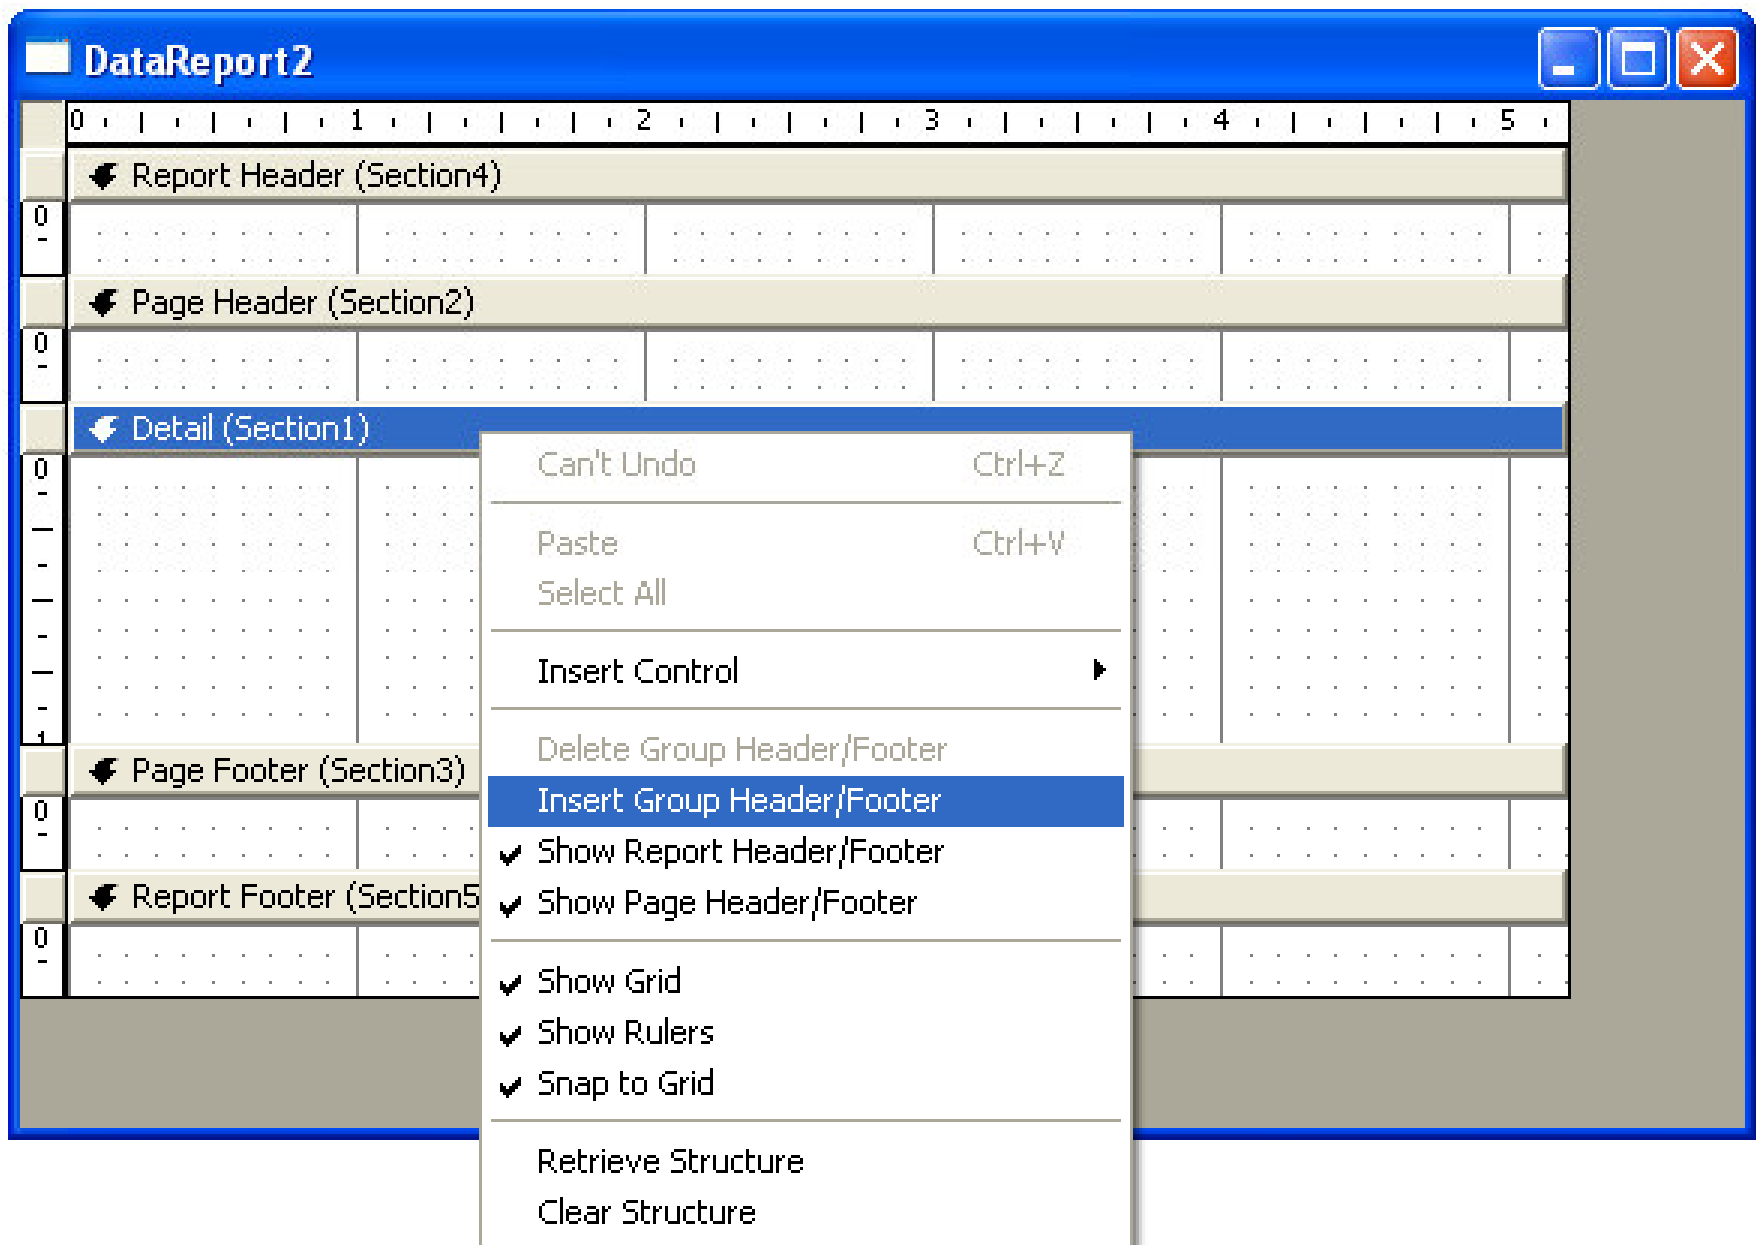 DataReport2
0 1 2 3 4 5
Report Header (Section4)
0
Page Header (Section2)
0
Detail (Section1)
0
Can't Undo Ctrl+Z
Paste Ctrl+V
Select All
Insert Control
Delete Group Header/Footer
1
Page Footer (Section3)
Insert Group Header/Footer
0
Show Report Header/Footer
Report Footer (Section5
Show Page Header/Footer
0
Show Grid
Show Rulers
Snap to Grid
Retrieve Structure
Clear Structure